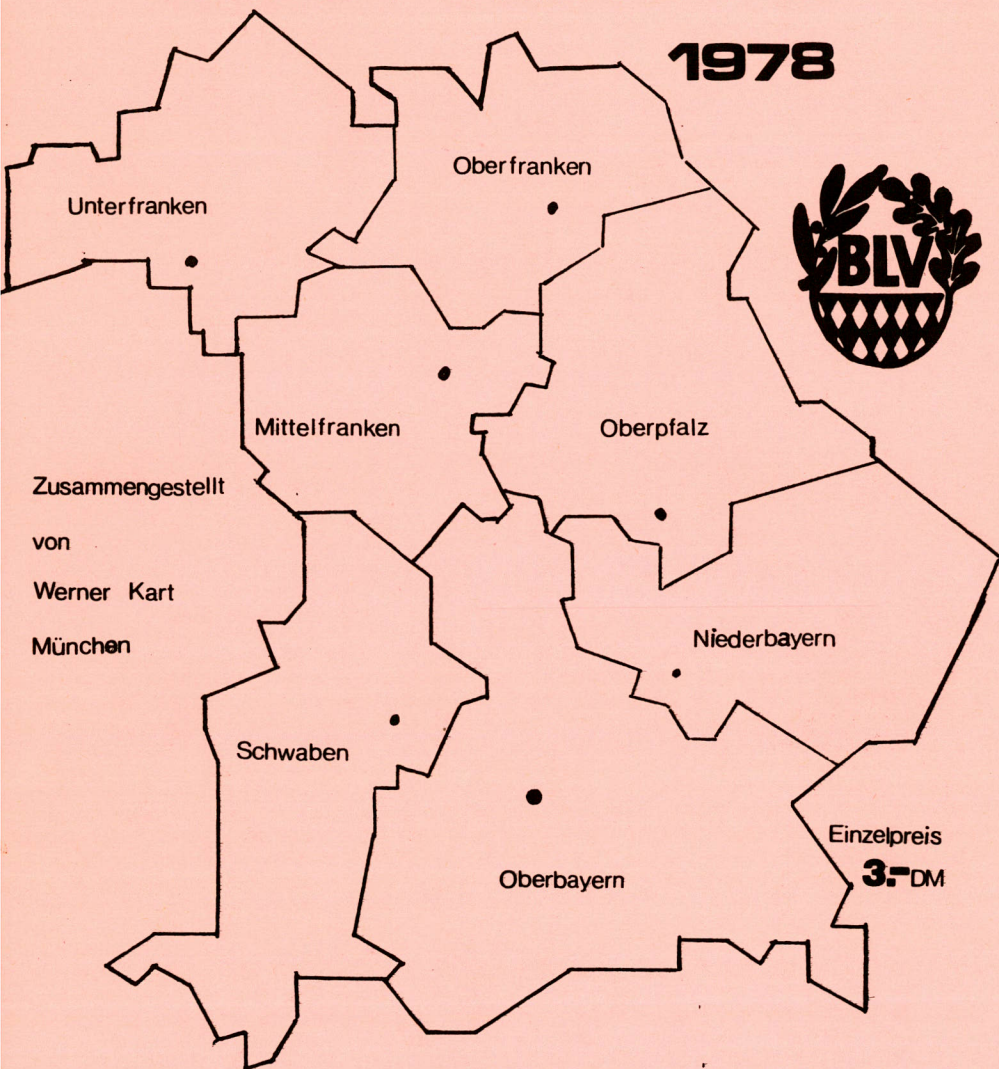 1978
Oberfranken
Unterfranken
BLV
Mittelfranken
Oberpfalz
Zusammengestellt
von
Werner Kart
München
Niederbayern
Schwaben
Einzelpreis
3.- DM
Oberbayern